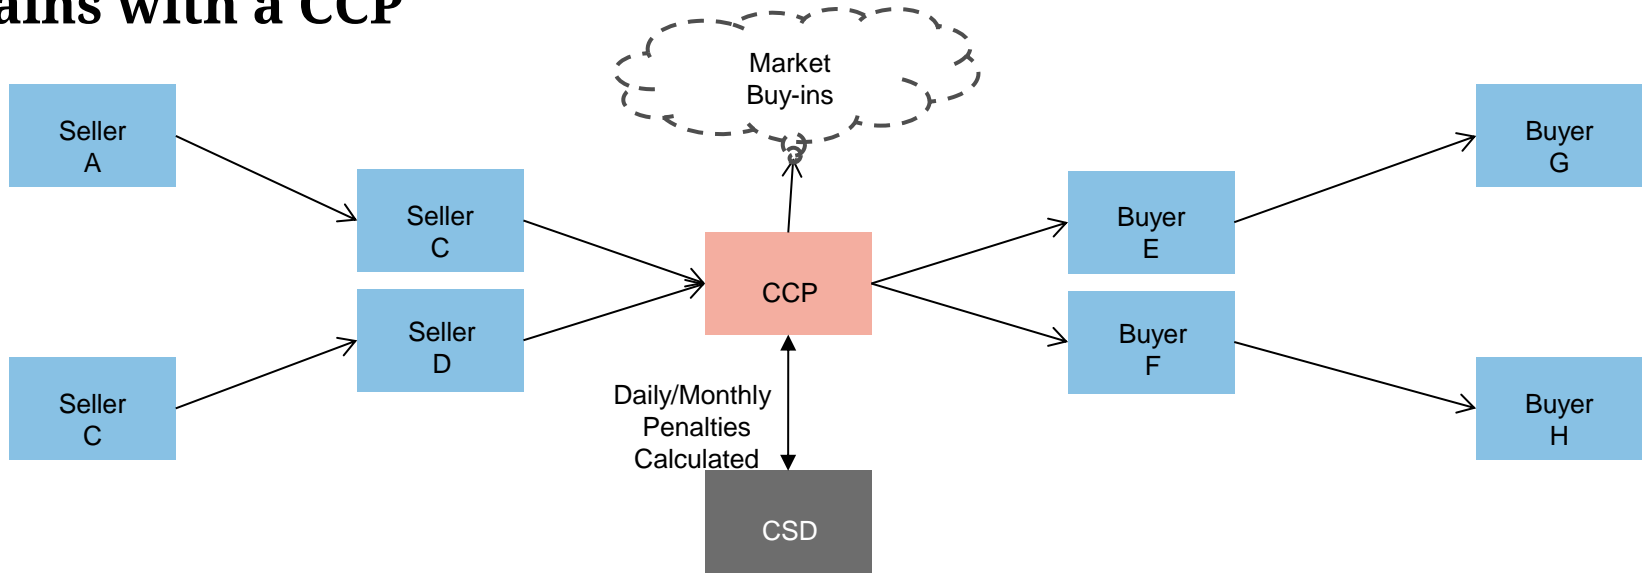 ains with a CCP
Market
Buy-ins
Seller
A
Seller
C
Seller
C
Seller
D
CCP
Daily/Monthly
Penalties
Calculated
CSD
Buyer
E
Buyer
F
Buyer
G
Buyer
H